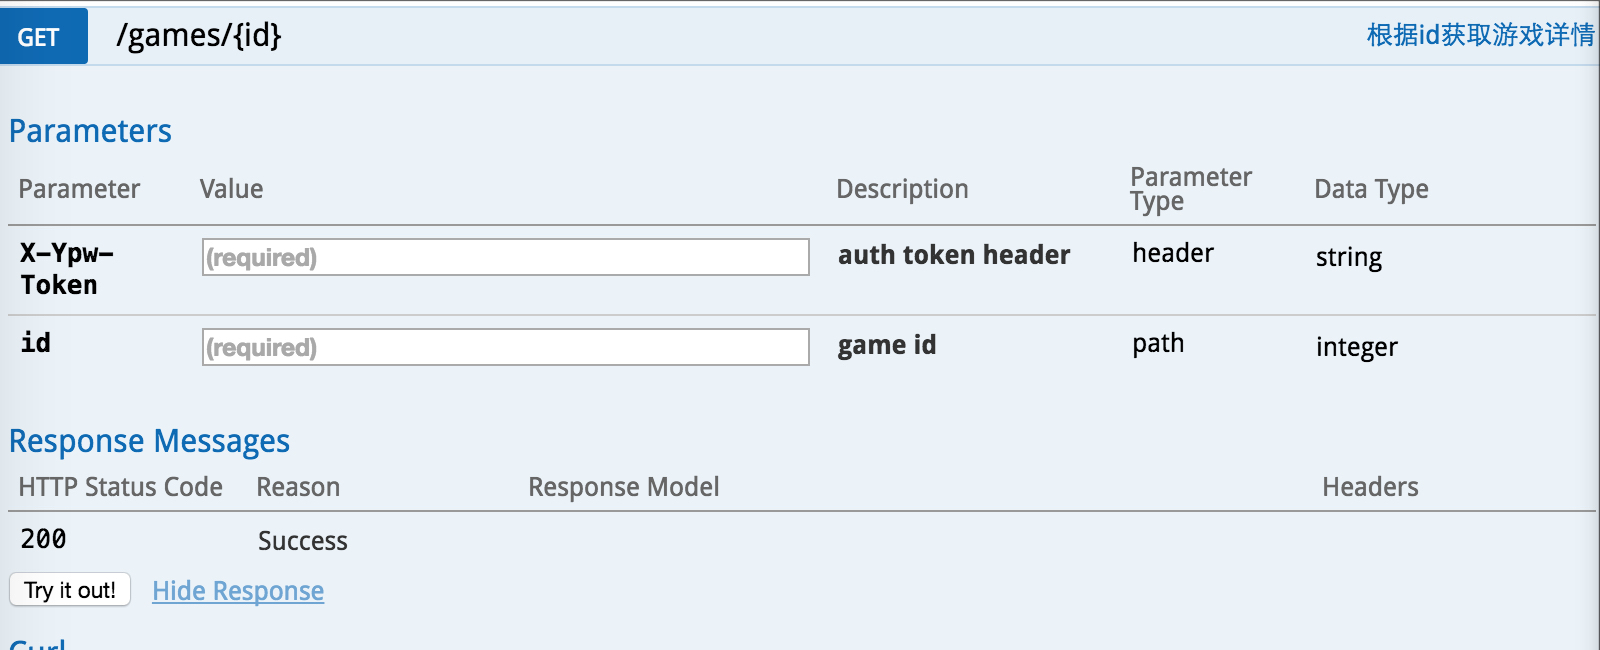 GET /games/{id} 根据id获取游戏详情
Parameters
Parameter Value Description Parameter Type Data Type
X-Ypw-Token (required) auth token header header string
id (required) game id path integer
Response Messages
HTTP Status Code Reason Response Model Headers
200 Success
Try it out! Hide Response
Curl